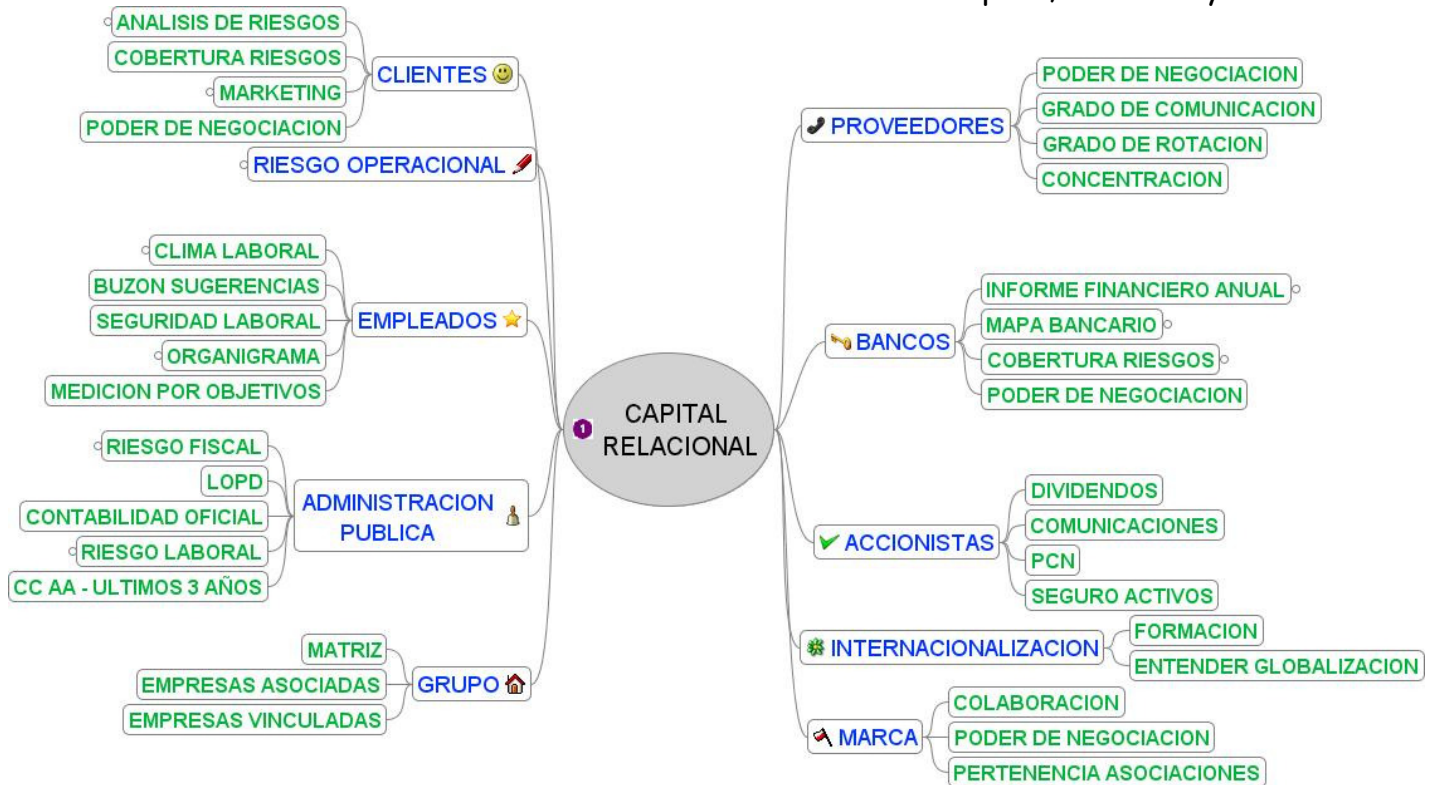 ANALISIS DE RIESGOS
COBERTURA RIESGOS
MARKETING
PODER DE NEGOCIACION
CLIENTES
RIESGO OPERACIONAL
CLIMA LABORAL
BUZON SUGERENCIAS
SEGURIDAD LABORAL
ORGANIGRAMA
MEDICION POR OBJETIVOS
EMPLEADOS
RIESGO FISCAL
LOPD
CONTABILIDAD OFICIAL
RIESGO LABORAL
CC AA - ULTIMOS 3 AÑOS
ADMINISTRACION
PUBLICA
MATRIZ
EMPRESAS ASOCIADAS
EMPRESAS VINCULADAS
GRUPO
1
CAPITAL
RELACIONAL
PROVEEDORES
PODER DE NEGOCIACION
GRADO DE COMUNICACION
GRADO DE ROTACION
CONCENTRACION
BANCOS
INFORME FINANCIERO ANUAL
MAPA BANCARIO
COBERTURA RIESGOS
PODER DE NEGOCIACION
ACCIONISTAS
DIVIDENDOS
COMUNICACIONES
PCN
SEGURO ACTIVOS
INTERNACIONALIZACION
FORMACION
ENTENDER GLOBALIZACION
MARCA
COLABORACION
PODER DE NEGOCIACION
PERTENENCIA ASOCIACIONES